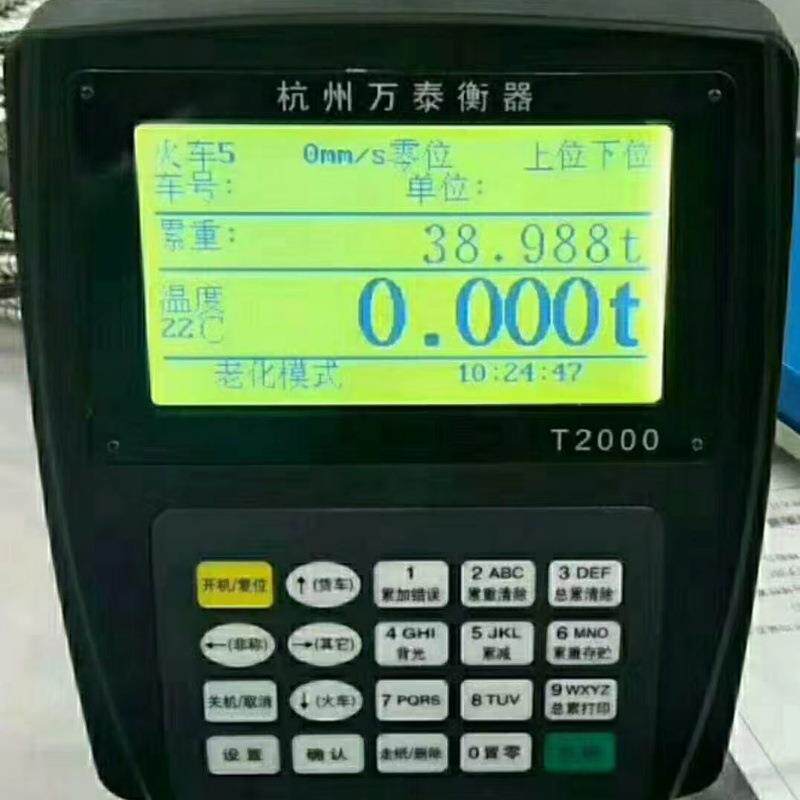 杭州万泰衡器
火车5 0mm/s零位 上位下位
车号: 单位:
累重: 38.988t
温度 0.000t
22℃
老化模式 10:24:47
T2000
开机/复位 ↑(货车) 1 累加错误 2 ABC 累重清除 3 DEF 总累清除
←(非称) →(其它) 4 GHI 背光 5 JKL 累减 6 MNO 累重存贮
关机/取消 ↓(火车) 7 PQRS 8 TUV 9 WXYZ 总累打印
设置 确认 走纸/删除 0置零